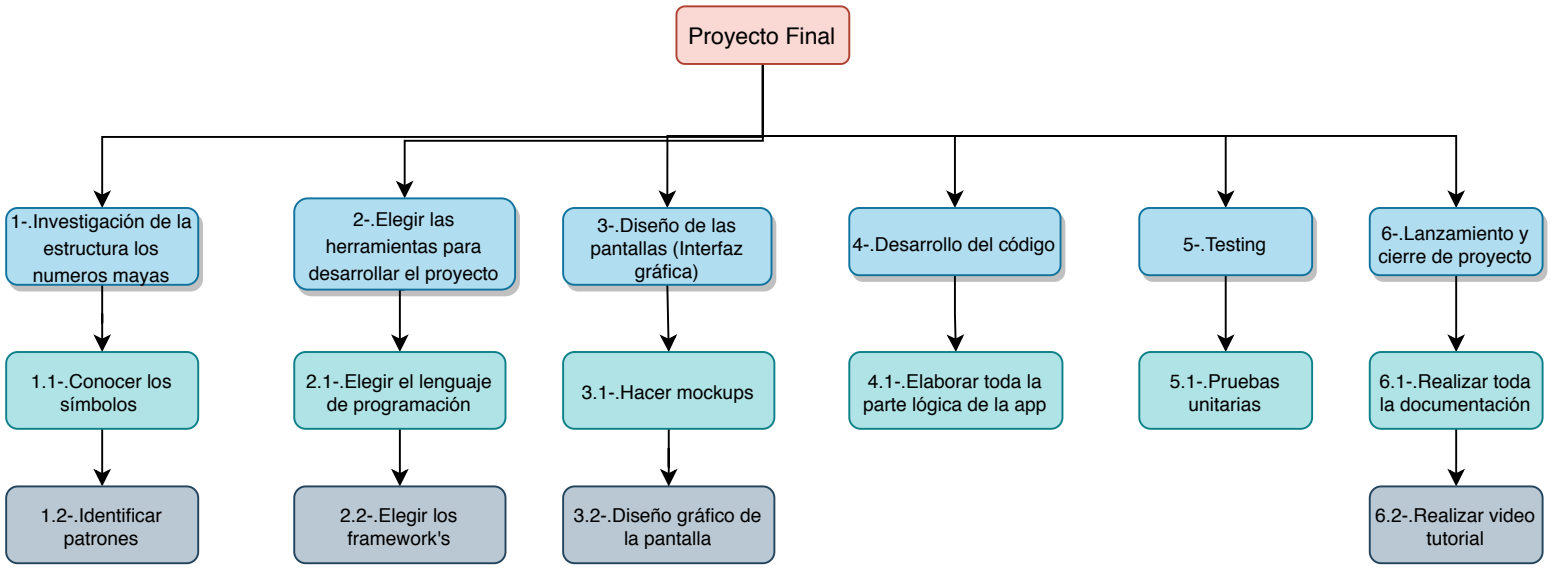 Proyecto Final
1-.Investigación de la
estructura los
numeros mayas
2-.Elegir las
herramientas para
desarrollar el proyecto
3-.Diseño de las
pantallas (Interfaz
gráfica)
4-.Desarrollo del código
5-.Testing
6-.Lanzamiento y
cierre de proyecto
1.1-.Conocer los
símbolos
2.1-.Elegir el lenguaje
de programación
3.1-.Hacer mockups
4.1-.Elaborar toda la
parte lógica de la app
5.1-.Pruebas
unitarias
6.1-.Realizar toda
la documentación
1.2-.Identificar
patrones
2.2-.Elegir los
framework's
3.2-.Diseño gráfico de
la pantalla
6.2-.Realizar video
tutorial